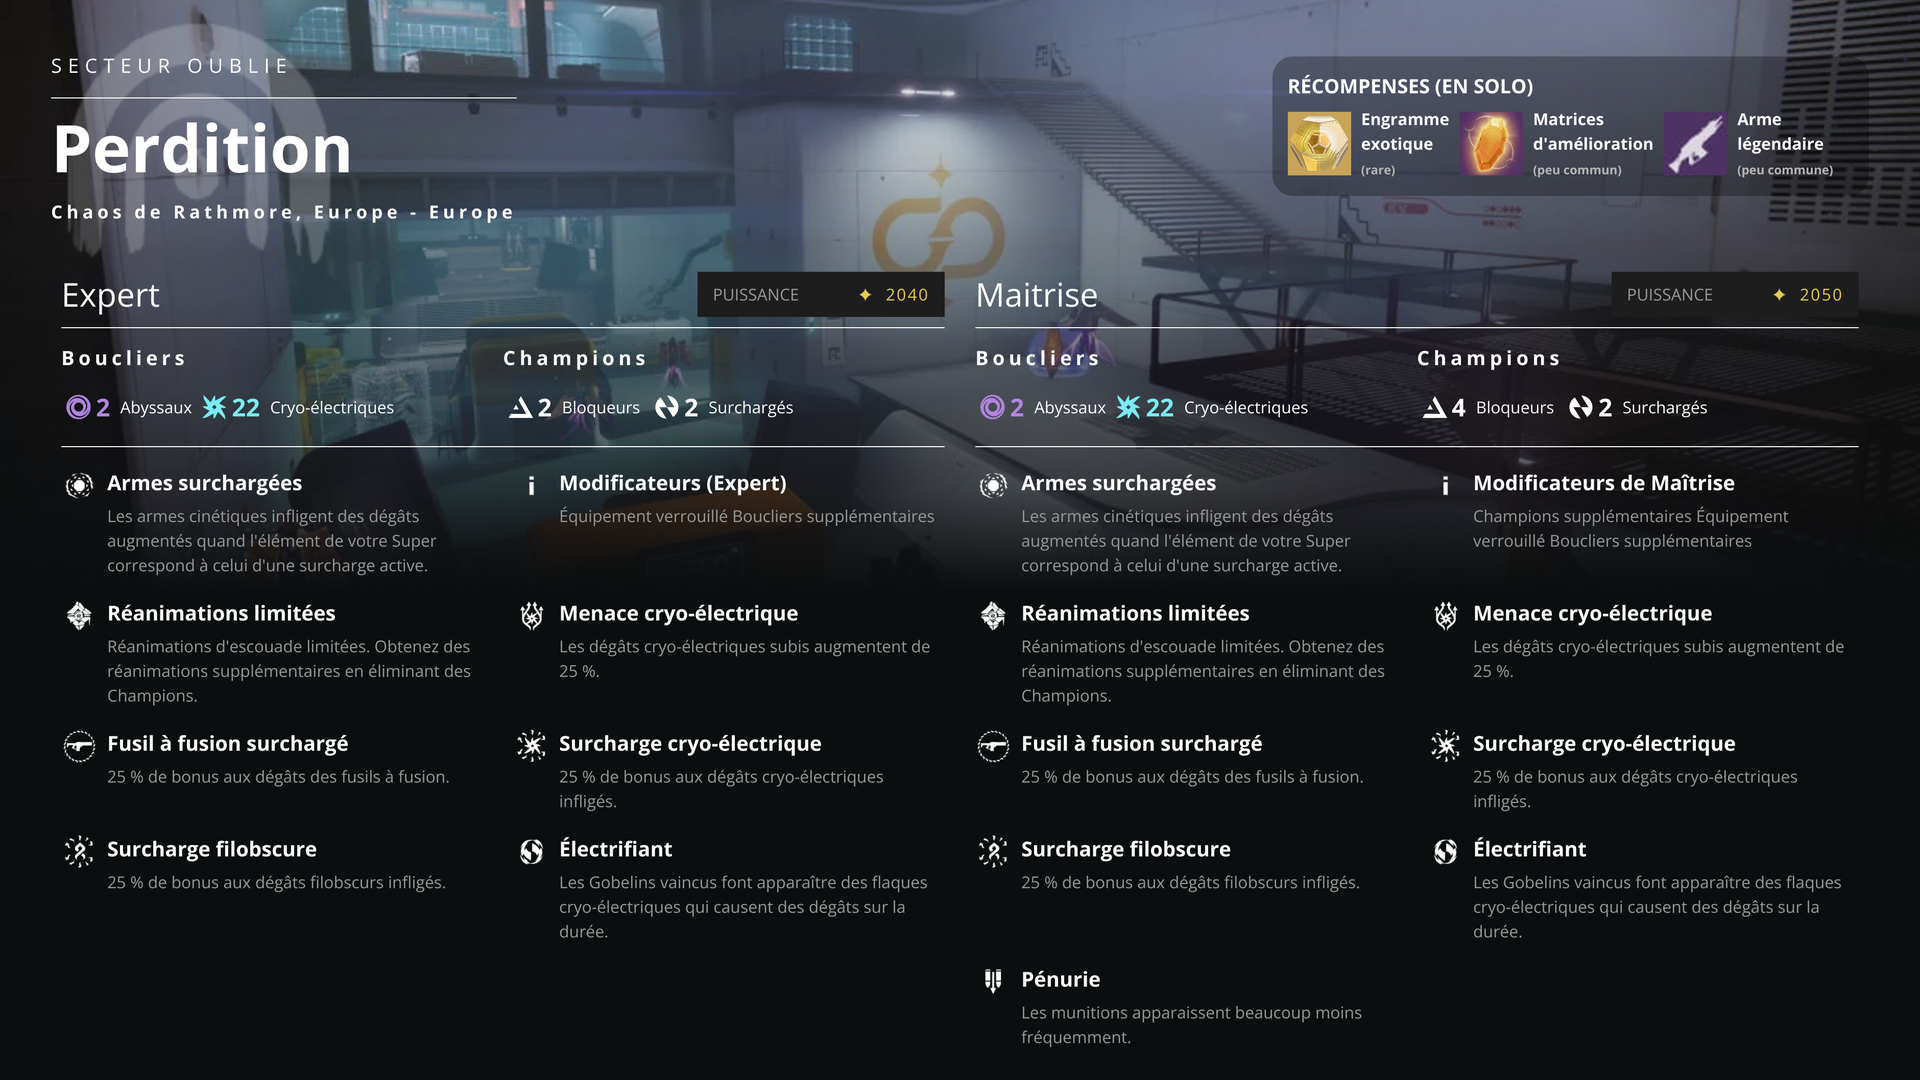 SECTEUR OUBLIE
Perdition
Chaos de Rathmore, Europe - Europe
RÉCOMPENSES (EN SOLO)
Engramme
exotique
(rare)
Matrices
d'amélioration
(peu commun)
Arme
légendaire
(peu commune)
Expert
PUISSANCE 2040
Boucliers
2 Abyssaux 22 Cryo-électriques
Champions
2 Bloqueurs 2 Surchargés
Armes surchargées
Les armes cinétiques infligent des dégâts
augmentés quand l'élément de votre Super
correspond à celui d'une surcharge active.
Modificateurs (Expert)
Équipement verrouillé Boucliers supplémentaires
Réanimations limitées
Réanimations d'escouade limitées. Obtenez des
réanimations supplémentaires en éliminant des
Champions.
Menace cryo-électrique
Les dégâts cryo-électriques subis augmentent de
25 %.
Fusil à fusion surchargé
25 % de bonus aux dégâts des fusils à fusion.
Surcharge cryo-électrique
25 % de bonus aux dégâts cryo-électriques
infligés.
Surcharge filobscure
25 % de bonus aux dégâts filobscurs infligés.
Électrifiant
Les Gobelins vaincus font apparaître des flaques
cryo-électriques qui causent des dégâts sur la
durée.
Maitrise
PUISSANCE 2050
Boucliers
2 Abyssaux 22 Cryo-électriques
Champions
4 Bloqueurs 2 Surchargés
Armes surchargées
Les armes cinétiques infligent des dégâts
augmentés quand l'élément de votre Super
correspond à celui d'une surcharge active.
Modificateurs de Maîtrise
Champions supplémentaires Équipement
verrouillé Boucliers supplémentaires
Réanimations limitées
Réanimations d'escouade limitées. Obtenez des
réanimations supplémentaires en éliminant des
Champions.
Menace cryo-électrique
Les dégâts cryo-électriques subis augmentent de
25 %.
Fusil à fusion surchargé
25 % de bonus aux dégâts des fusils à fusion.
Surcharge cryo-électrique
25 % de bonus aux dégâts cryo-électriques
infligés.
Surcharge filobscure
25 % de bonus aux dégâts filobscurs infligés.
Électrifiant
Les Gobelins vaincus font apparaître des flaques
cryo-électriques qui causent des dégâts sur la
durée.
Pénurie
Les munitions apparaissent beaucoup moins
fréquemment.